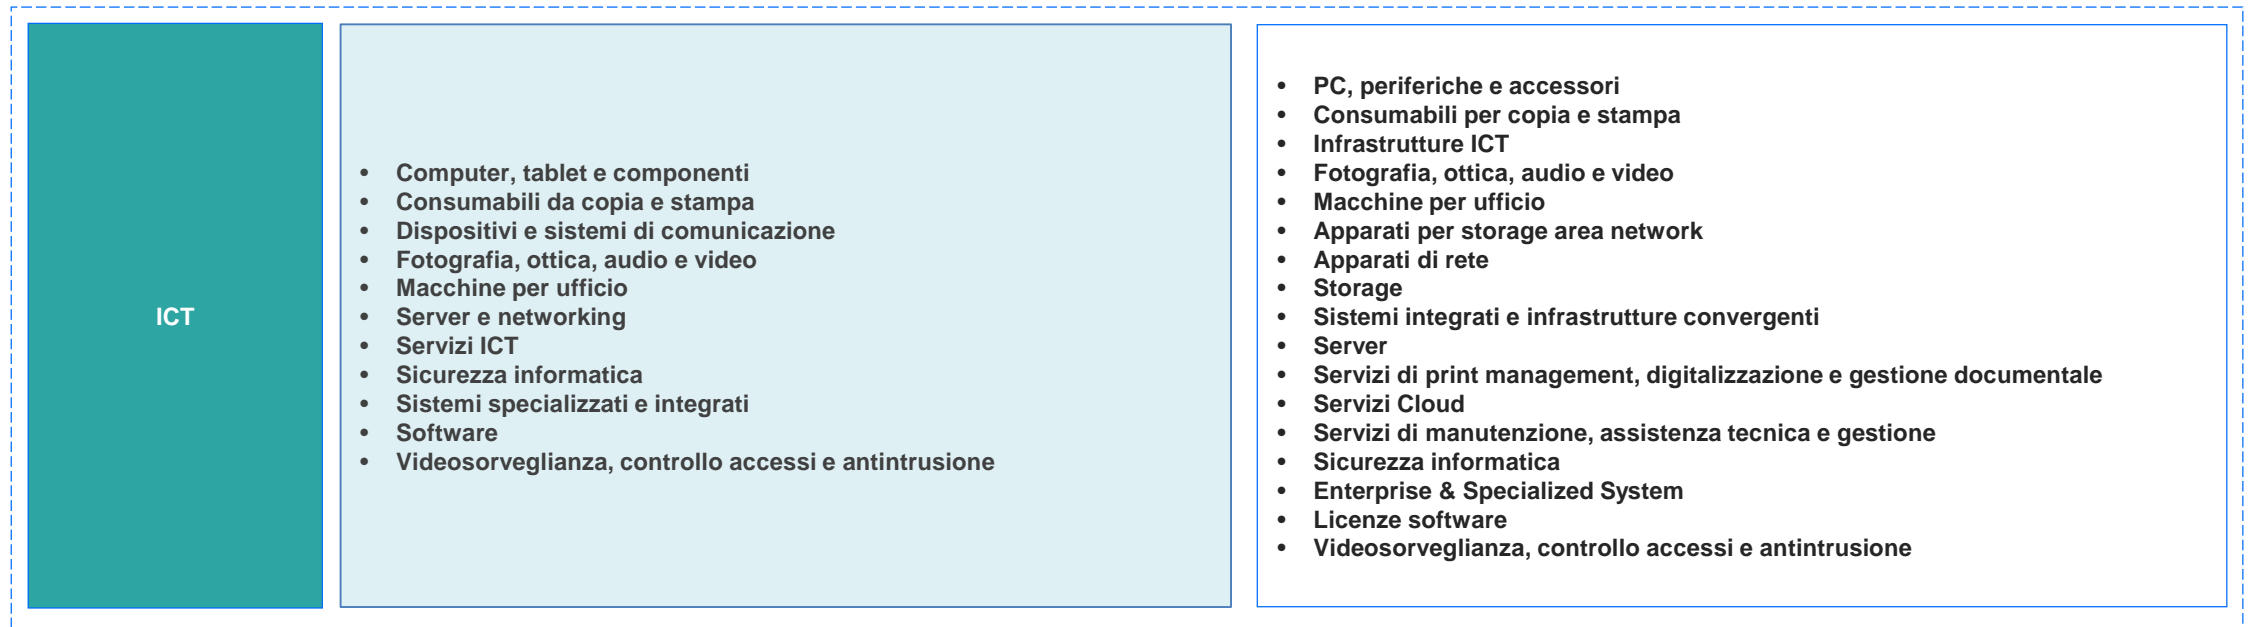 ICT
• Computer, tablet e componenti
• Consumabili da copia e stampa
• Dispositivi e sistemi di comunicazione
• Fotografia, ottica, audio e video
• Macchine per ufficio
• Server e networking
• Servizi ICT
• Sicurezza informatica
• Sistemi specializzati e integrati
• Software
• Videosorveglianza, controllo accessi e antintrusione
• PC, periferiche e accessori
• Consumabili per copia e stampa
• Infrastrutture ICT
• Fotografia, ottica, audio e video
• Macchine per ufficio
• Apparati per storage area network
• Apparati di rete
• Storage
• Sistemi integrati e infrastrutture convergenti
• Server
• Servizi di print management, digitalizzazione e gestione documentale
• Servizi Cloud
• Servizi di manutenzione, assistenza tecnica e gestione
• Sicurezza informatica
• Enterprise & Specialized System
• Licenze software
• Videosorveglianza, controllo accessi e antintrusione